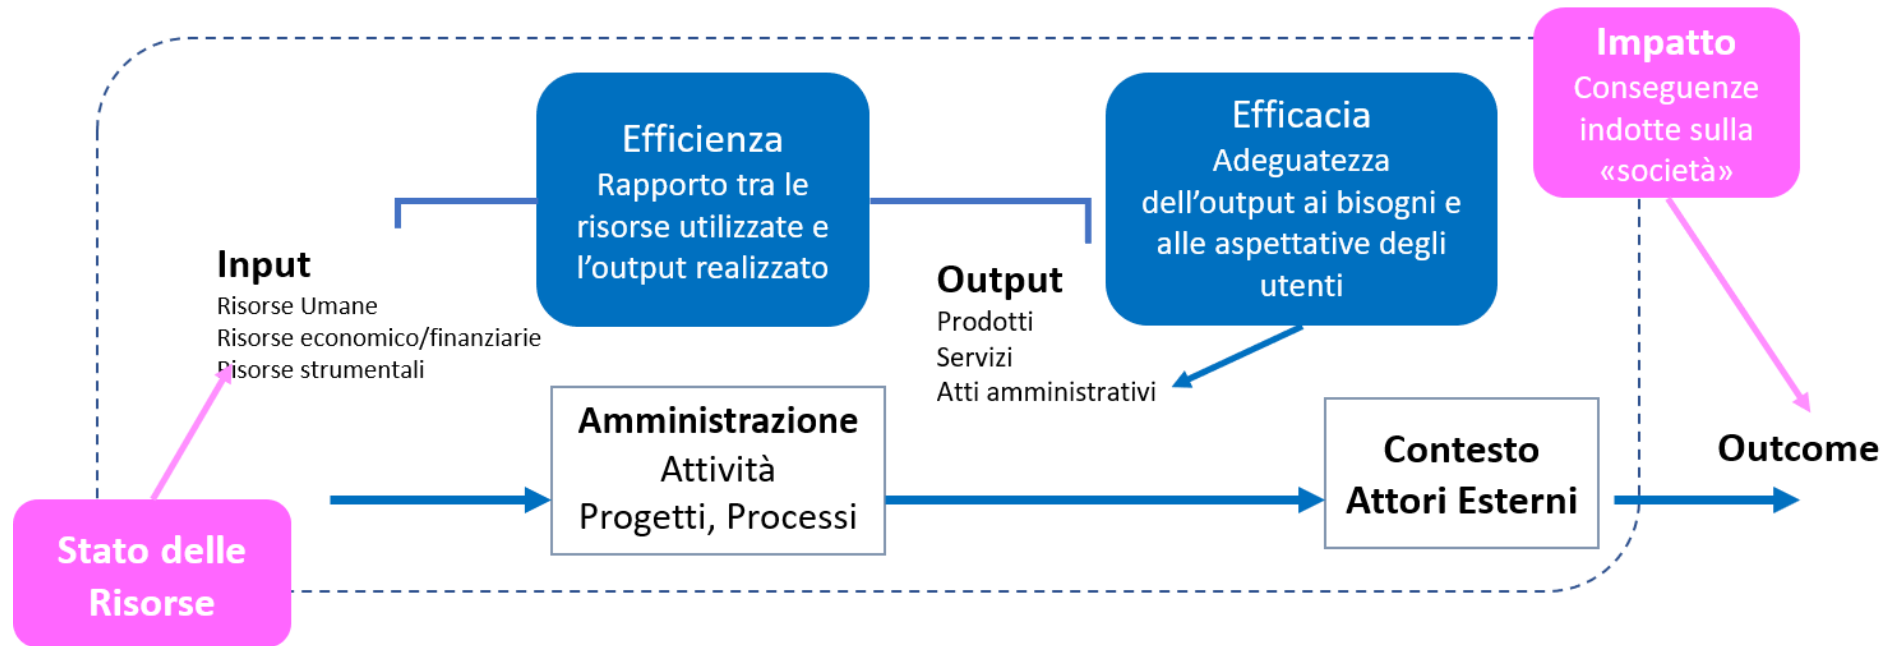 Impatto
Conseguenze
indotte sulla
«società»
Efficienza
Rapporto tra le
risorse utilizzate e
l’output realizzato
Efficacia
Adeguatezza
dell’output ai bisogni e
alle aspettative degli
utenti
Input
Risorse Umane
Risorse economico/finanziarie
Risorse strumentali
Output
Prodotti
Servizi
Atti amministrativi
Amministrazione
Attività
Progetti, Processi
Contesto
Attori Esterni
Outcome
Stato delle
Risorse